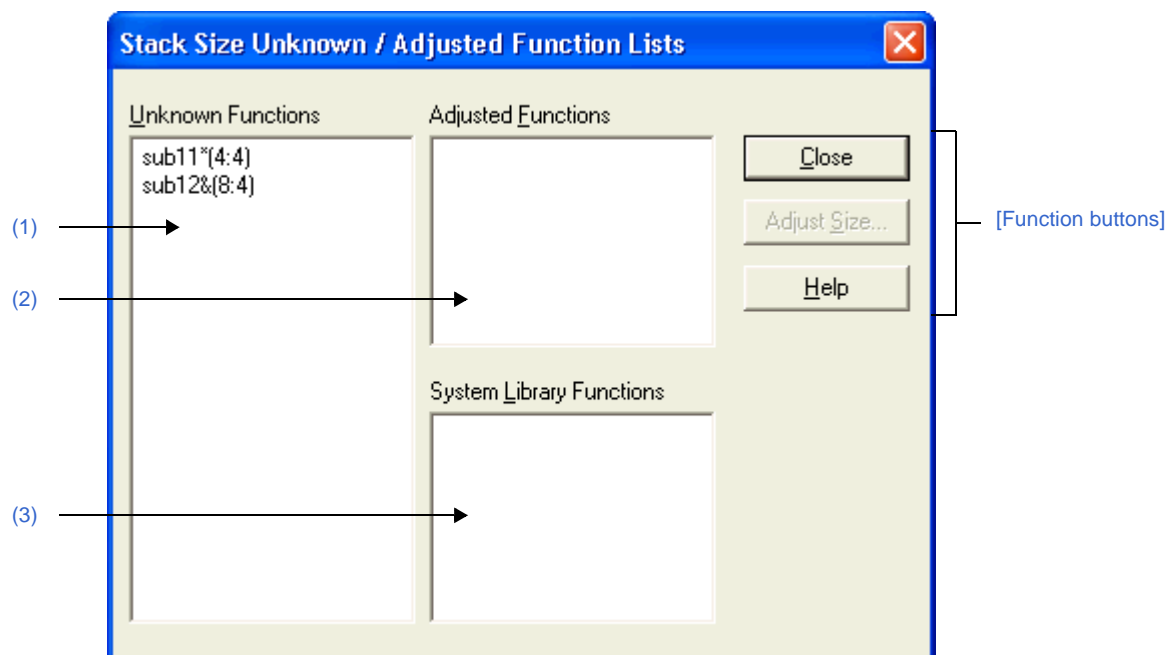 Stack Size Unknown / Adjusted Function Lists
Unknown Functions
sub11*(4:4)
sub12&(8:4)
Adjusted Functions
System Library Functions
Close
Adjust Size...
Help
[Function buttons]
(1)
(2)
(3)